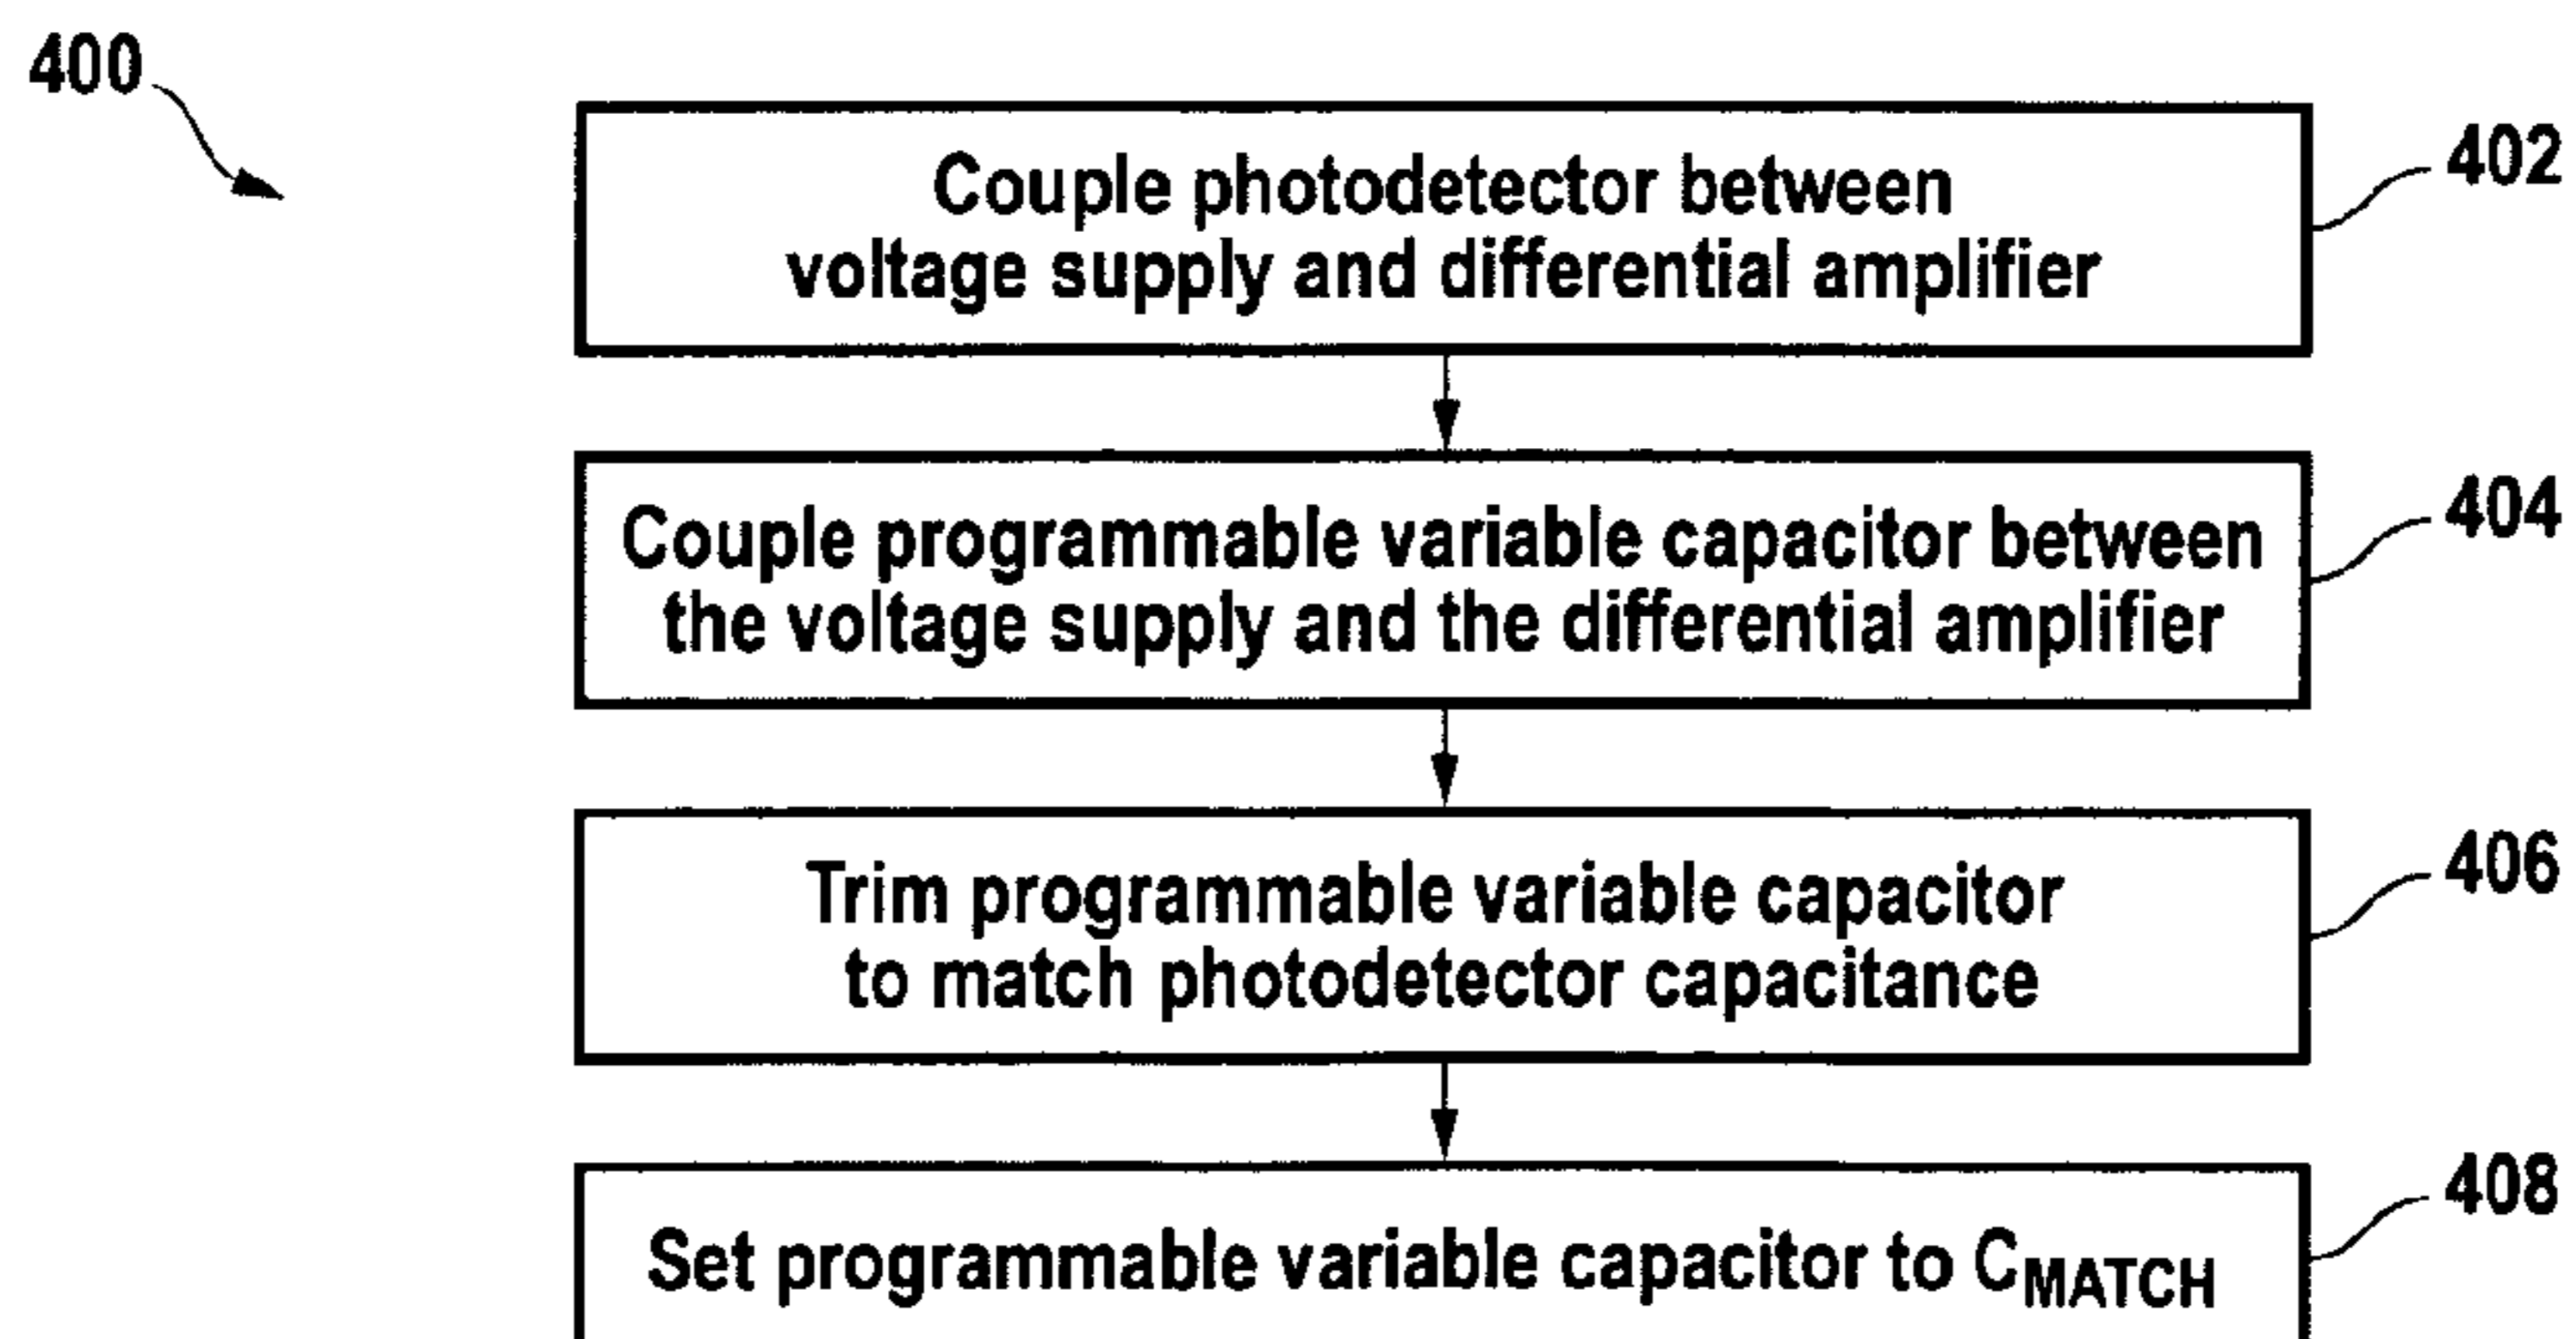 400
Couple photodetector between
voltage supply and differential amplifier
402
Couple programmable variable capacitor between
the voltage supply and the differential amplifier
404
Trim programmable variable capacitor
to match photodetector capacitance
406
Set programmable variable capacitor to CMATCH
408